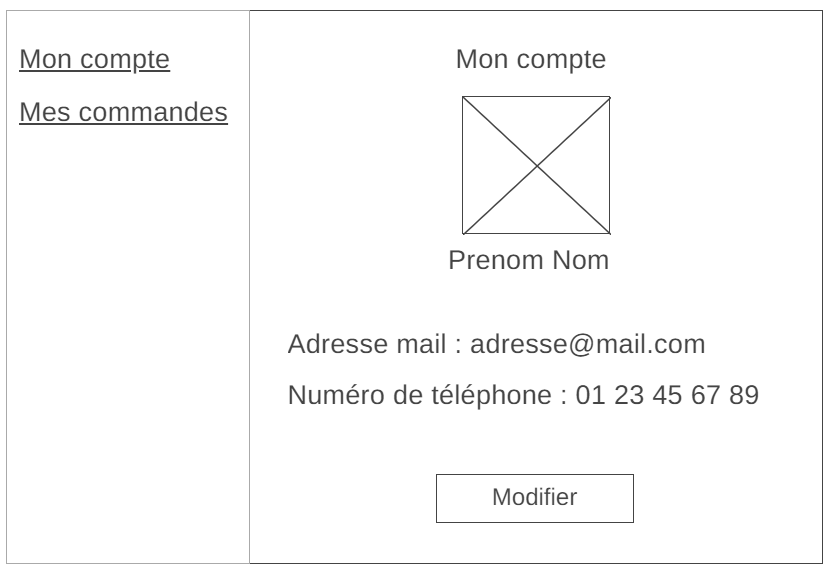 Mon compte
Mes commandes
Mon compte
Prenom Nom
Adresse mail : adresse@mail.com
Numéro de téléphone : 01 23 45 67 89
Modifier